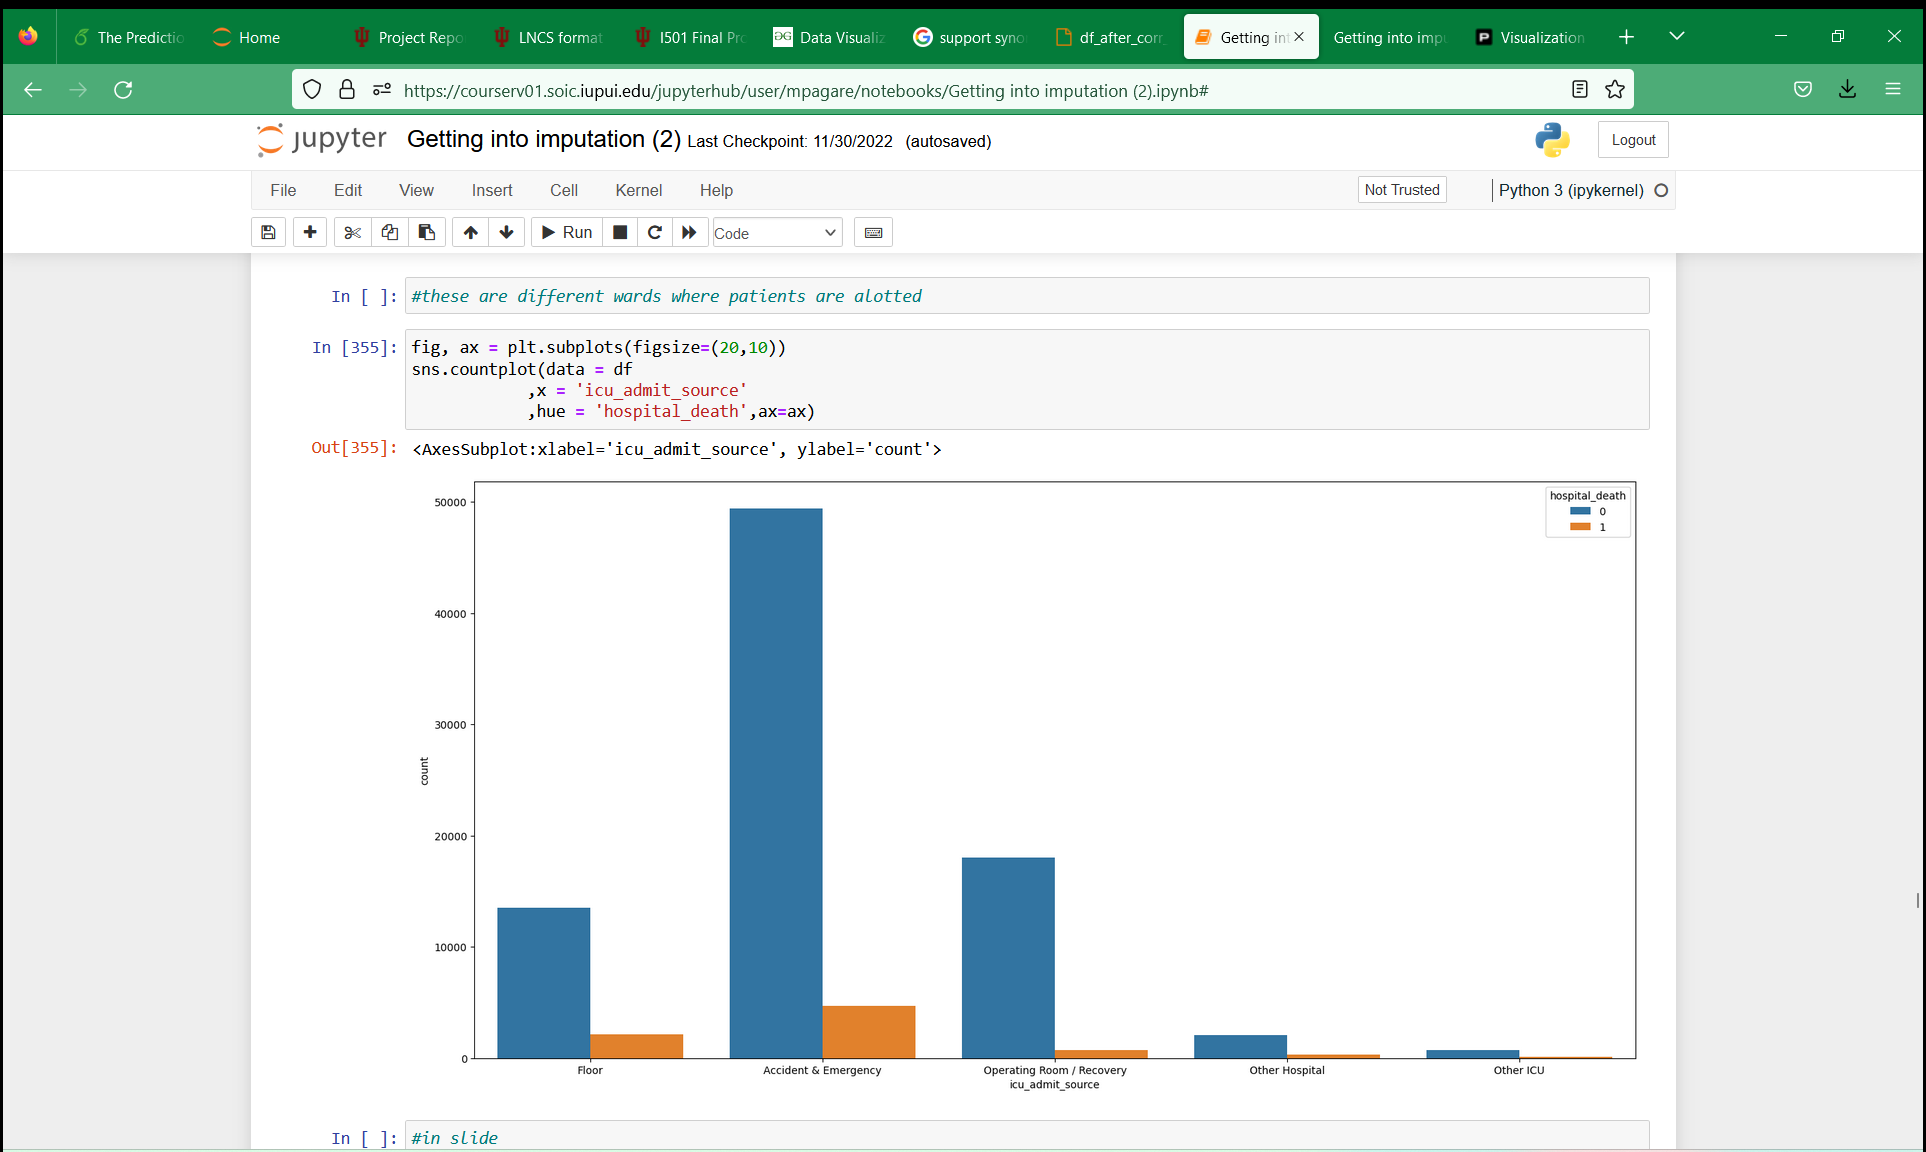 The Predictio
Home
Project Repo
LNCS format
I501 Final Pro
Data Visualiz
support syno
df_after_corr
Getting int
Getting into impu
Visualization
https://courserv01.soic.iupui.edu/jupyterhub/user/mpagare/notebooks/Getting into imputation (2).ipynb#
jupyter Getting into imputation (2) Last Checkpoint: 11/30/2022 (autosaved)
Logout
File Edit View Insert Cell Kernel Help
Not Trusted
Python 3 (ipykernel)
Run
Code
In [ ]: #these are different wards where patients are alotted
In [355]: fig, ax = plt.subplots(figsize=(20,10))
sns.countplot(data = df
,x = 'icu_admit_source'
,hue = 'hospital_death',ax=ax)
Out[355]: <AxesSubplot:xlabel='icu_admit_source', ylabel='count'>
hospital_death
0
1
50000
40000
30000
20000
10000
0
count
Floor
Accident & Emergency
Operating Room / Recovery
Other Hospital
Other ICU
icu_admit_source
In [ ]: #in slide